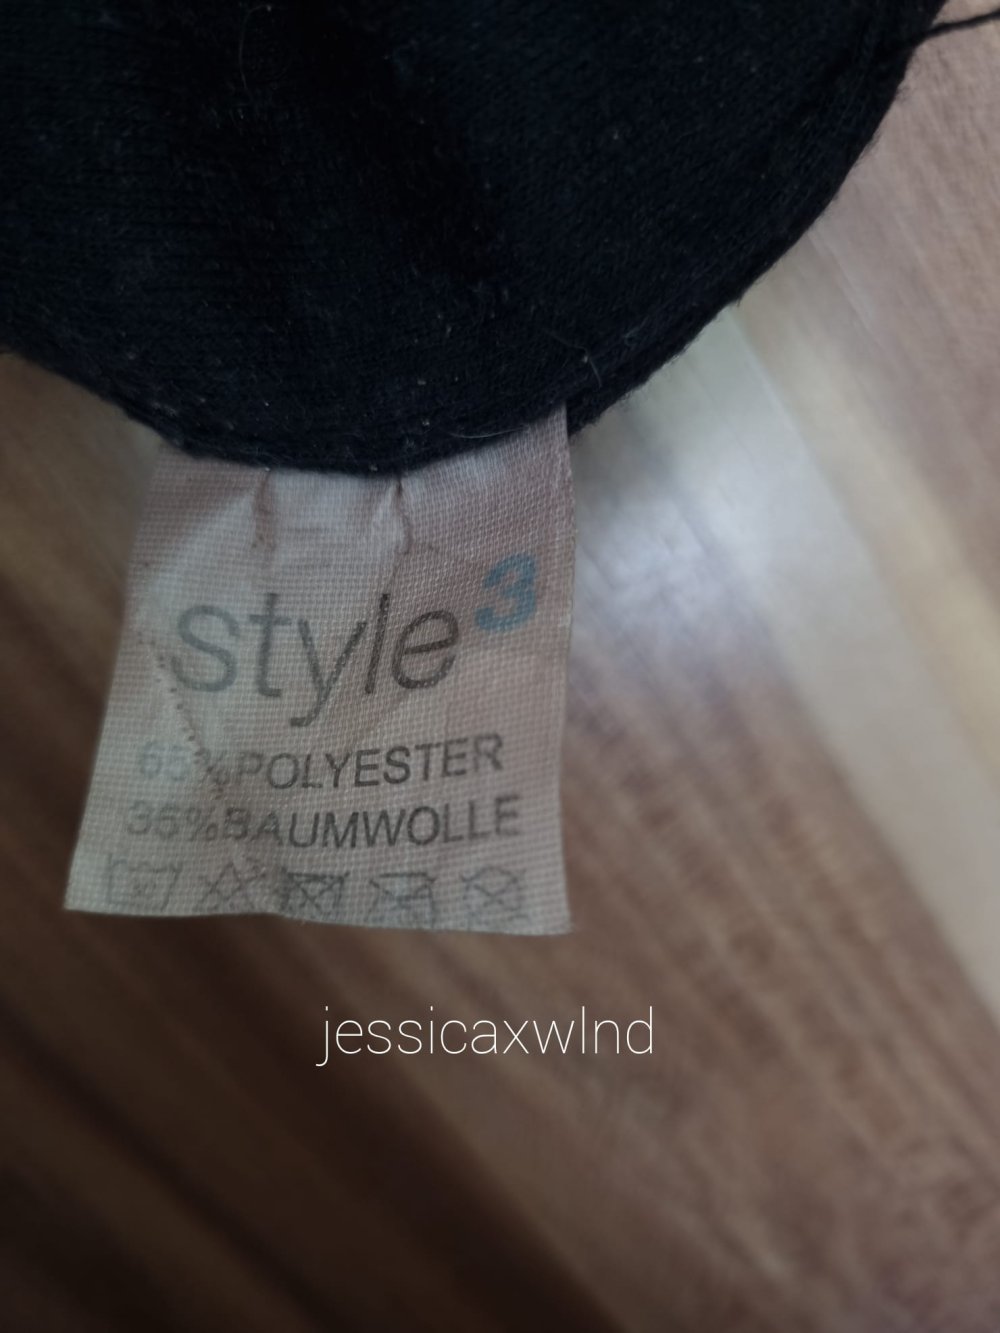 style³
65%POLYESTER
35%BAUMWOLLE
jessicaxwlnd